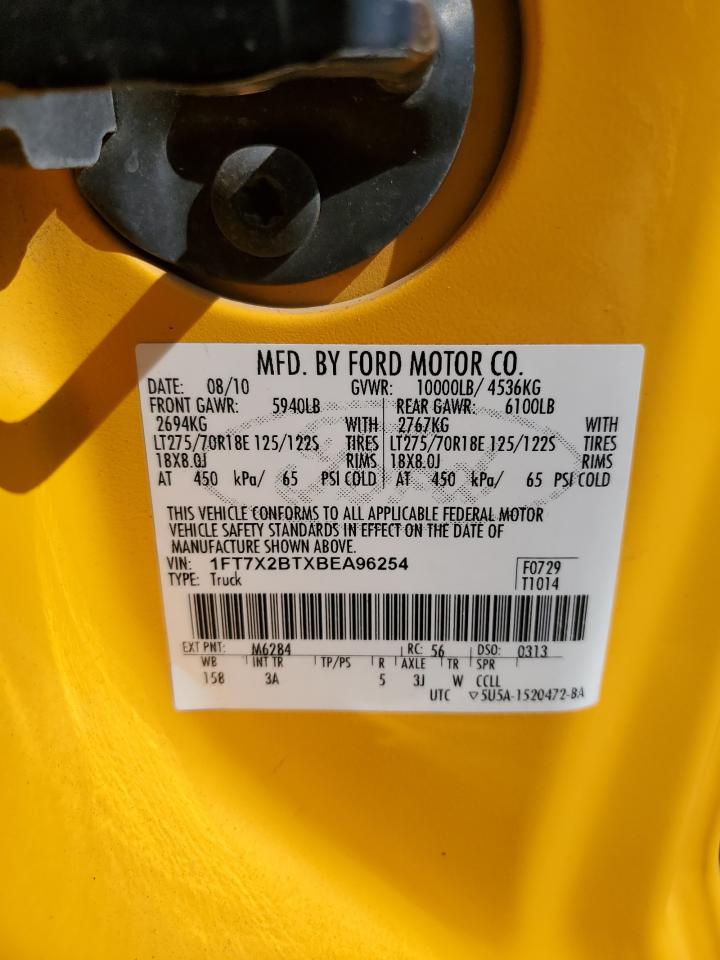 MFD. BY FORD MOTOR CO.
DATE: 08/10 GVWR: 10000LB/ 4536KG
FRONT GAWR: 5940LB REAR GAWR: 6100LB
2694KG WITH 2767KG WITH
LT275/70R18E 125/122S TIRES LT275/70R18E 125/122S TIRES
18X8.0J RIMS 18X8.0J RIMS
AT 450 kPa/ 65 PSI COLD AT 450 kPa/ 65 PSI COLD
THIS VEHICLE CONFORMS TO ALL APPLICABLE FEDERAL MOTOR
VEHICLE SAFETY STANDARDS IN EFFECT ON THE DATE OF
MANUFACTURE SHOWN ABOVE.
VIN: 1FT7X2BTXBEA96254 F0729
TYPE: Truck T1014
EXT PNT: M6284 RC: 56 DSO: 0313
WB INT TR TP/PS R AXLE TR SPR
158 3A 5 3J W CCLL
UTC ▽5U5A-1520472-BA